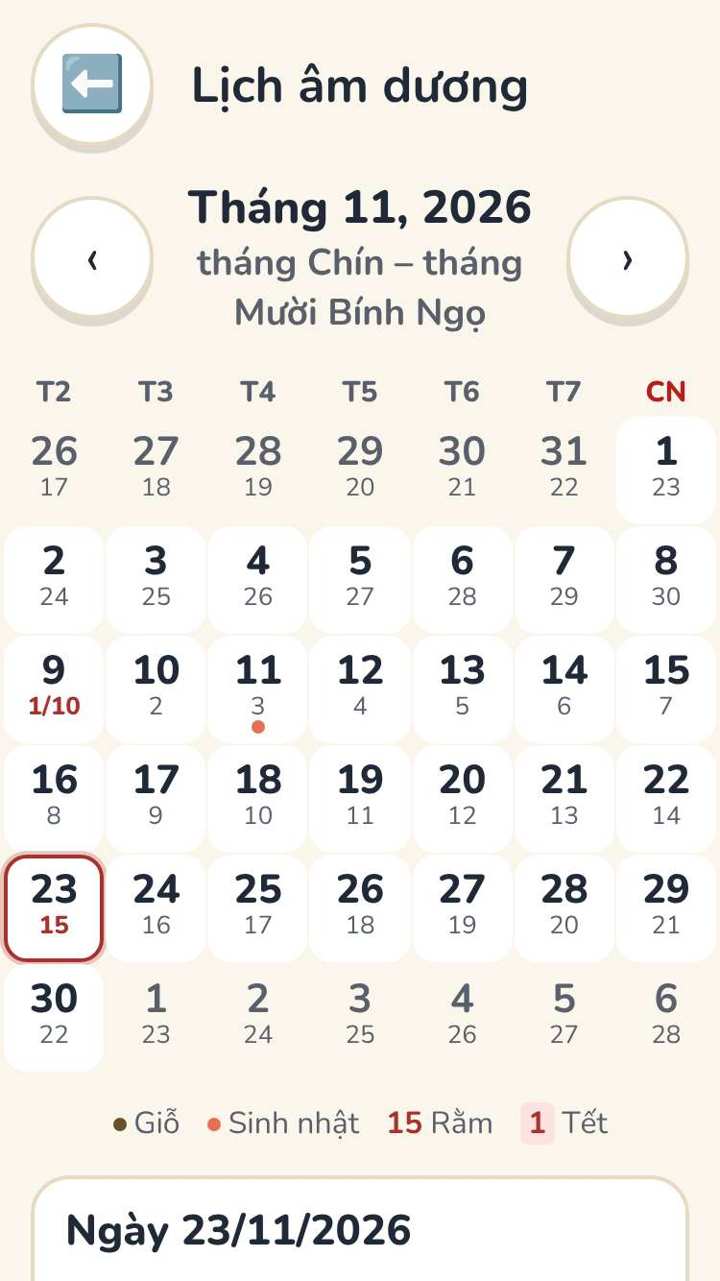 Lịch âm dương
Tháng 11, 2026
tháng Chín – tháng
Mười Bính Ngọ
‹ ›
T2 T3 T4 T5 T6 T7 CN
26 27 28 29 30 31 1
17 18 19 20 21 22 23
2 3 4 5 6 7 8
24 25 26 27 28 29 30
9 10 11 12 13 14 15
1/10 2 3 4 5 6 7
16 17 18 19 20 21 22
8 9 10 11 12 13 14
23 24 25 26 27 28 29
15 16 17 18 19 20 21
30 1 2 3 4 5 6
22 23 24 25 26 27 28
Giỗ Sinh nhật 15 Rằm 1 Tết
Ngày 23/11/2026